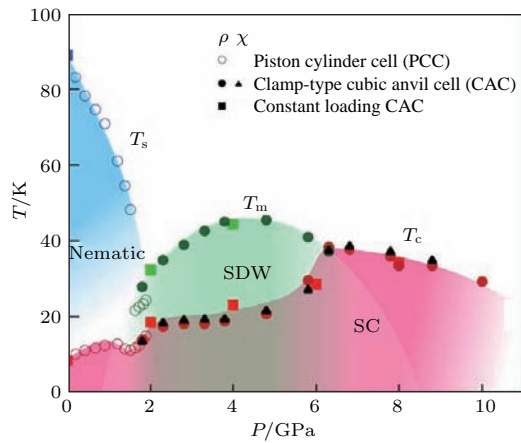 100
80
60
40
20
0
T/K
ρ χ
Piston cylinder cell (PCC)
Clamp-type cubic anvil cell (CAC)
Constant loading CAC
Ts
Tm
Tc
Nematic
SDW
SC
0 2 4 6 8 10
P/GPa